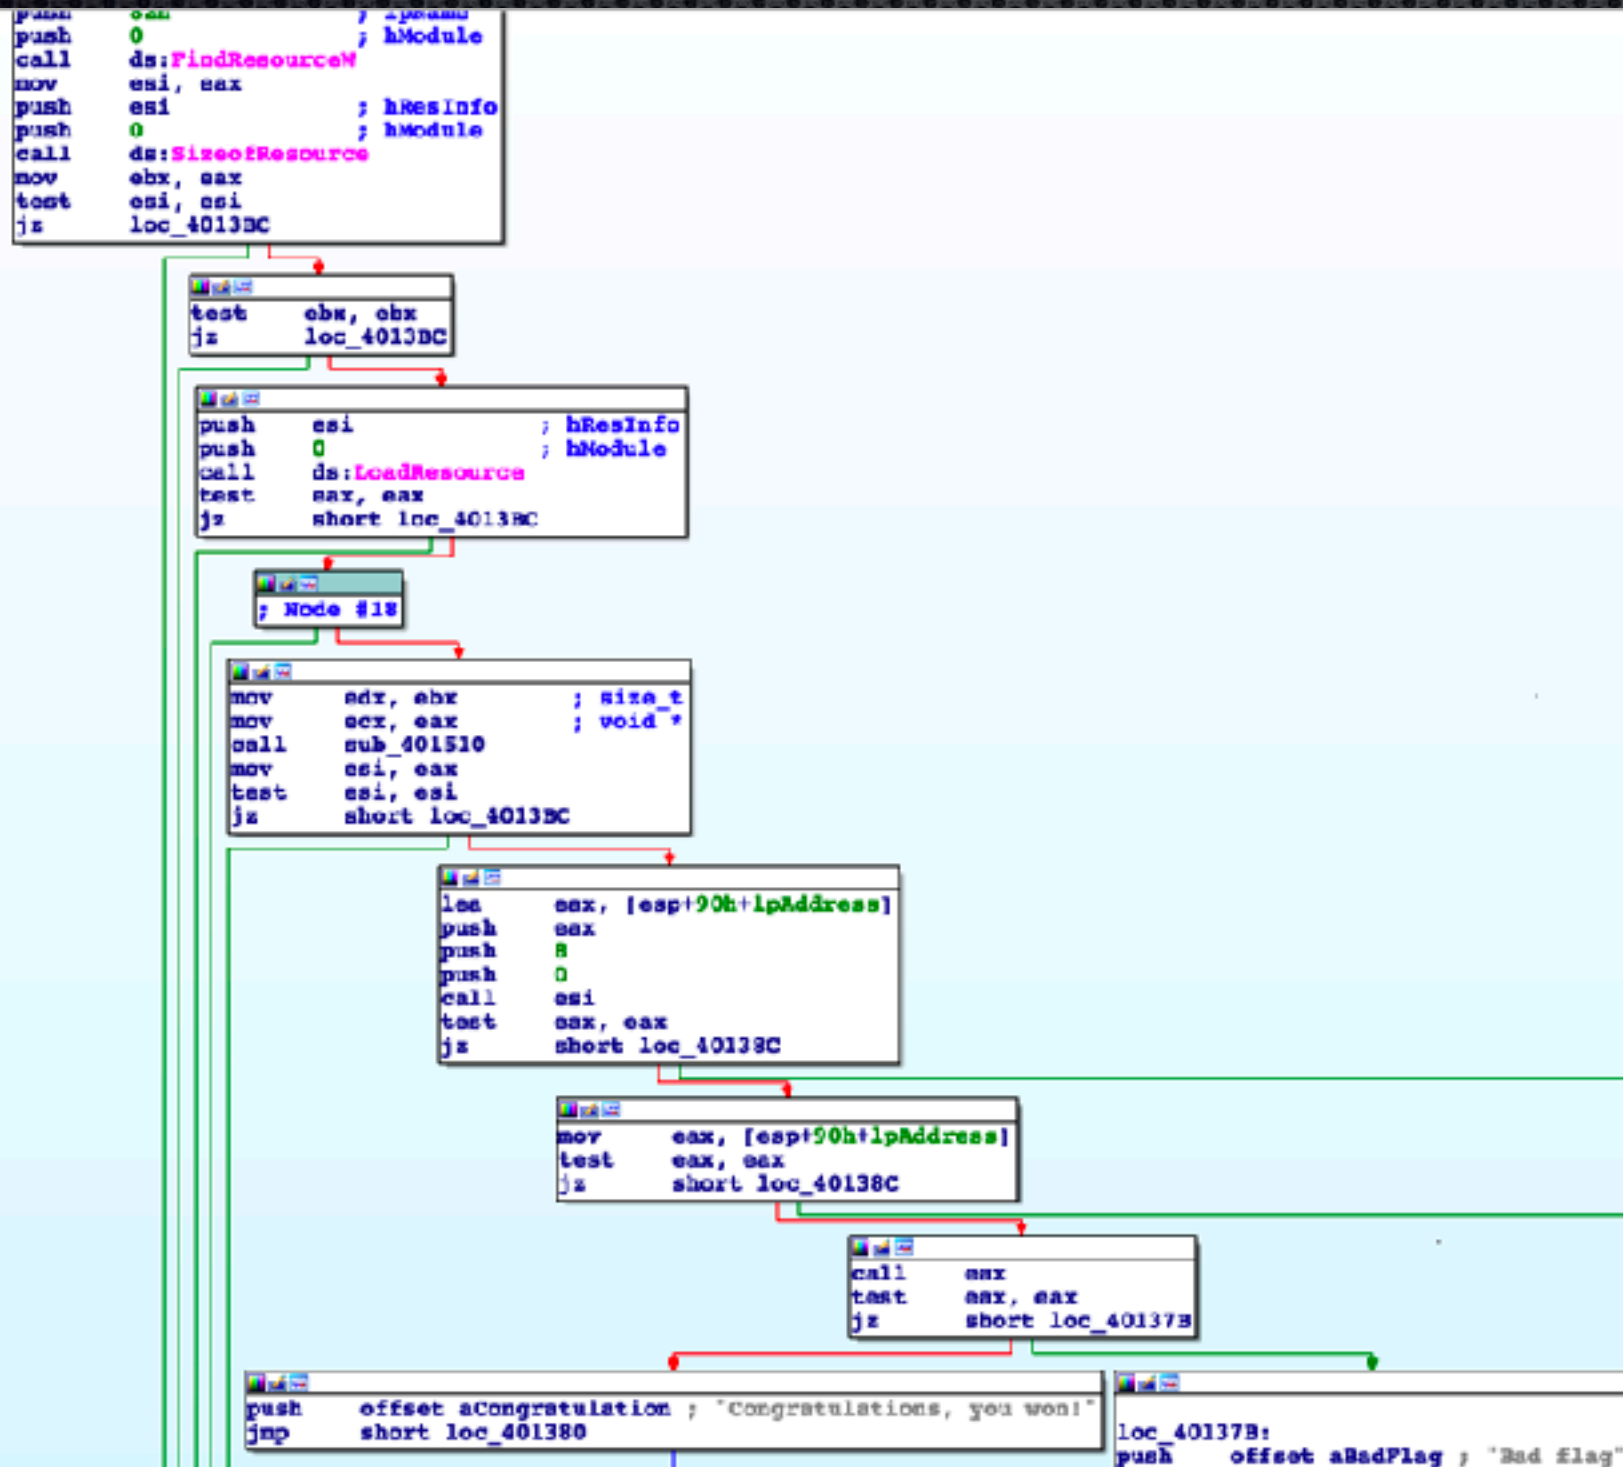 push
push 0 ; hModule
call ds:FindResourceW
mov esi, eax
push esi ; hResInfo
push 0 ; hModule
call ds:SizeofResource
mov ebx, eax
test esi, esi
jz loc_4013BC
test ebx, ebx
jz loc_4013BC
push esi ; hResInfo
push 0 ; hModule
call ds:LoadResource
test eax, eax
jz short loc_4013BC
; Node #18
mov edx, ebx ; size_t
mov ecx, eax ; void *
call sub_401510
mov esi, eax
test esi, esi
jz short loc_4013BC
lea eax, [esp+90h+lpAddress]
push eax
push 8
push 0
call esi
test eax, eax
jz short loc_40138C
mov eax, [esp+90h+lpAddress]
test eax, eax
jz short loc_40138C
call eax
test eax, eax
jz short loc_40137B
push offset aCongratulation ; "Congratulations, you won!"
jmp short loc_401380
loc_40137B:
push offset aBadFlag ; "Bad flag"